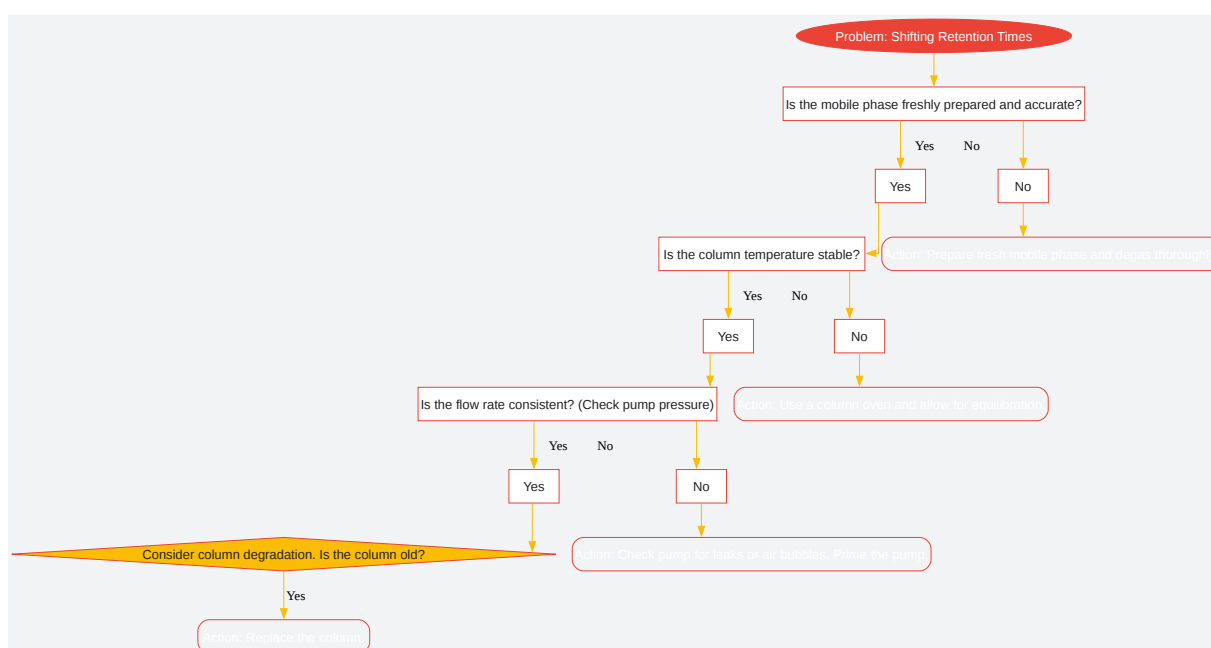 Problem: Shifting Retention Times
Is the mobile phase freshly prepared and accurate?
Yes
No
Yes
No
Is the column temperature stable?
Action: Prepare fresh mobile phase and degas
Yes
No
Yes
No
Is the flow rate consistent? (Check pump pressure)
Action: Use a column oven and allow for equilibration.
Yes
No
Yes
No
Consider column degradation. Is the column old?
Action: Check pump for leaks or air bubbles. Prime the pump.
Yes
Action: Replace the column.